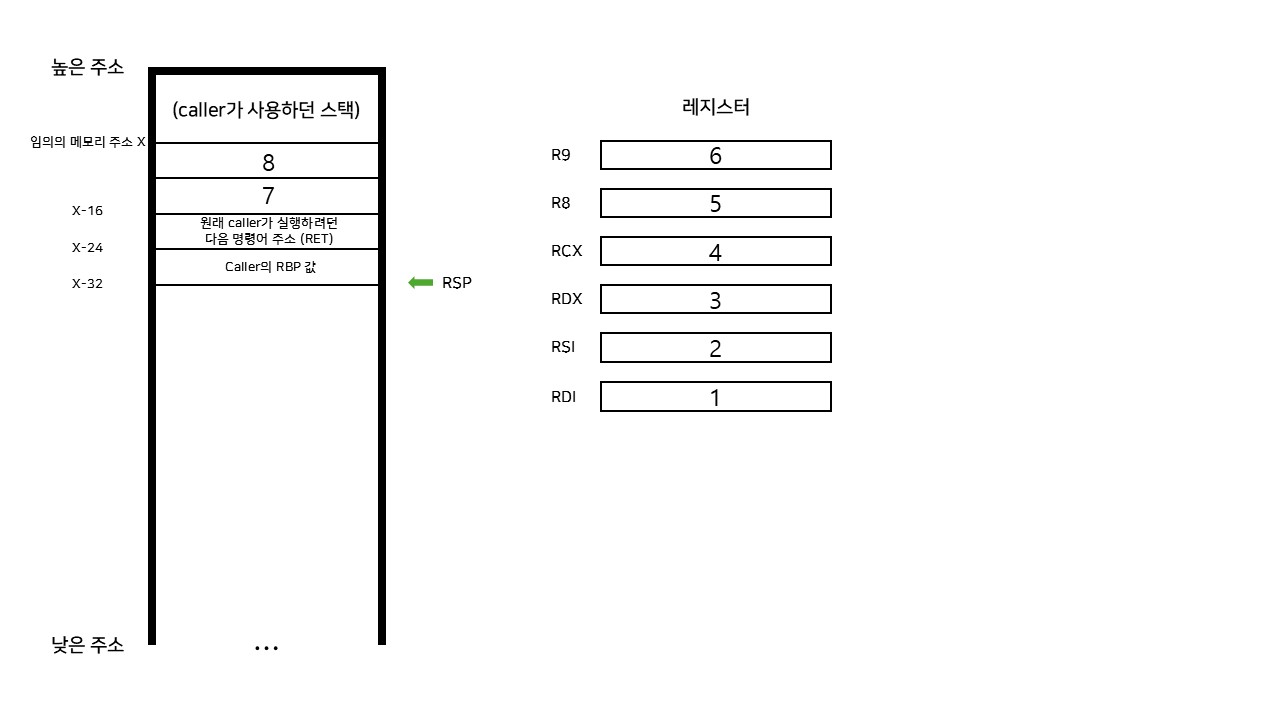 높은 주소
(caller가 사용하던 스택)
임의의 메모리 주소 X
8
7
X-16
원래 caller가 실행하려던
다음 명령어 주소 (RET)
X-24
Caller의 RBP 값
X-32
RSP
낮은 주소
...
레지스터
R9
6
R8
5
RCX
4
RDX
3
RSI
2
RDI
1